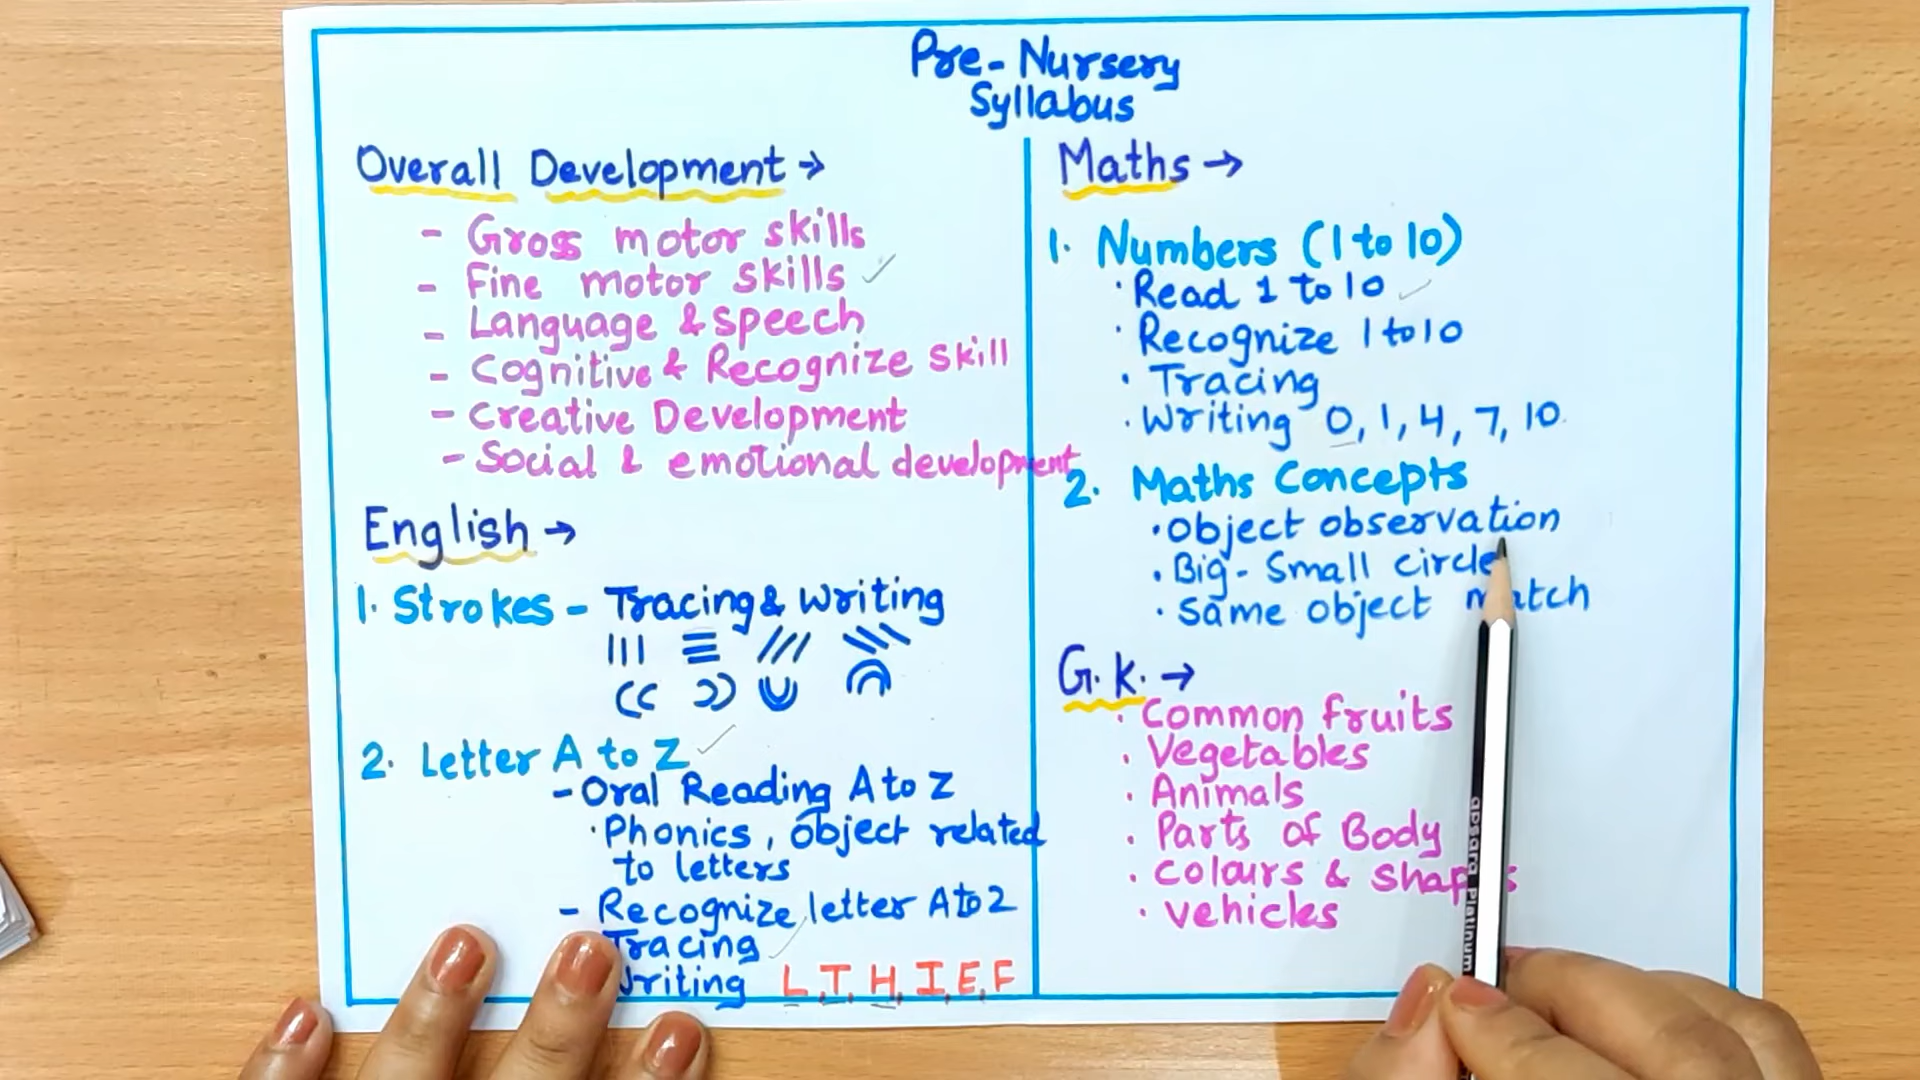 Pre-Nursery
Syllabus
Overall Development →
- Gross motor skills
- Fine motor skills ✓
- Language & speech
- Cognitive & Recognize skill
- Creative Development
- Social & emotional development
English →
1. Strokes - Tracing & Writing
2. Letter A to Z ✓
- Oral Reading A to Z
· Phonics, object related
to letters
- Recognize letter A to Z
Tracing ✓
Writing L, T, H, I, E, F
Maths →
1. Numbers (1 to 10)
· Read 1 to 10 ✓
· Recognize 1 to 10
· Tracing
· Writing 0, 1, 4, 7, 10
2. Maths Concepts
· Object observation
· Big - Small circle
· Same object match
G.K. →
· Common fruits
· Vegetables
· Animals
· Parts of Body
· Colours & Shapes
· Vehicles
apsara Platinum